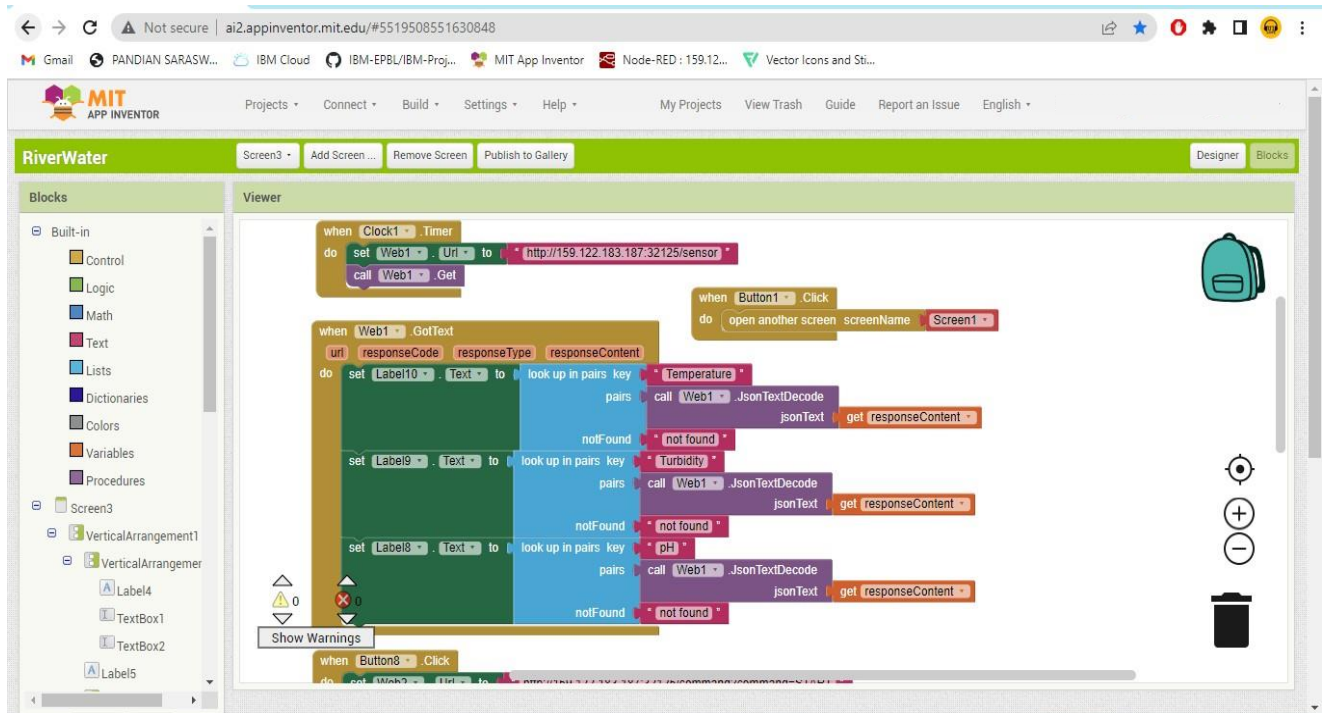 Not secure | ai2.appinventor.mit.edu/#5519508551630848
Gmail PANDIAN SARASW... IBM Cloud IBM-EPBL/IBM-Proj... MIT App Inventor Node-RED : 159.12... Vector Icons and Sti...
MIT
APP INVENTOR
Projects Connect Build Settings Help My Projects View Trash Guide Report an Issue English
RiverWater Screen3 Add Screen ... Remove Screen Publish to Gallery Designer Blocks
Blocks
Built-in
Control
Logic
Math
Text
Lists
Dictionaries
Colors
Variables
Procedures
Screen3
VerticalArrangement1
VerticalArrangemer
Label4
TextBox1
TextBox2
Label5
Viewer
when Clock1 .Timer
do set Web1 . Url to " http://159.122.183.187:32125/sensor "
call Web1 .Get
when Button1 .Click
do open another screen screenName Screen1
when Web1 .GotText
url responseCode responseType responseContent
do set Label10 . Text to look up in pairs key " Temperature "
pairs call Web1 .JsonTextDecode
jsonText get responseContent
notFound " not found "
set Label9 . Text to look up in pairs key " Turbidity "
pairs call Web1 .JsonTextDecode
jsonText get responseContent
notFound " not found "
set Label8 . Text to look up in pairs key " pH "
pairs call Web1 .JsonTextDecode
jsonText get responseContent
notFound " not found "
0 0
Show Warnings
when Button8 .Click
do set Web2 . Url to